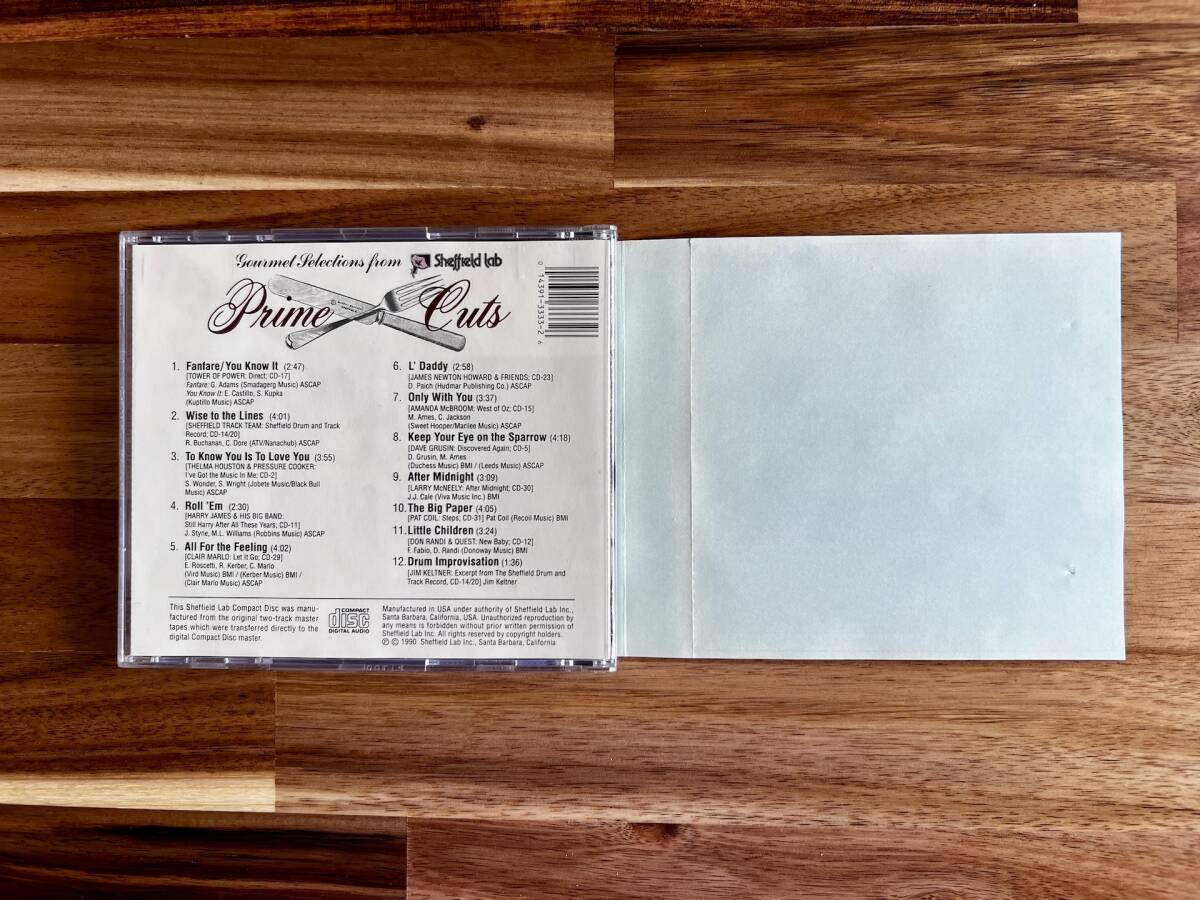 Gourmet Selections from Sheffield Lab
Prime Cuts
0 14391-3333-2 6
1. Fanfare/You Know It (2:47)
[TOWER OF POWER: Direct; CD-17]
Fanfare: G. Adams (Smadagerg Music) ASCAP
You Know It: E. Castillo, S. Kupka
(Kuptillo Music) ASCAP
2. Wise to the Lines (4:01)
[SHEFFIELD TRACK TEAM: Sheffield Drum and Track
Record; CD-14/20]
R. Buchanan, C. Dore (ATV/Nanachub) ASCAP
3. To Know You Is To Love You (3:55)
[THELMA HOUSTON & PRESSURE COOKER:
I've Got the Music In Me; CD-2]
S. Wonder, S. Wright (Jobete Music/Black Bull
Music) ASCAP
4. Roll 'Em (2:30)
[HARRY JAMES & HIS BIG BAND:
Still Harry After All These Years; CD-11]
J. Styne, M.L. Williams (Robbins Music) ASCAP
5. All For the Feeling (4:02)
[CLAIR MARLO: Let It Go; CD-29]
E. Roscetti, R. Kerber, C. Marlo
(Vird Music) BMI / (Kerber Music) BMI /
(Clair Marlo Music) ASCAP
6. L' Daddy (2:58)
[JAMES NEWTON HOWARD & FRIENDS; CD-23]
D. Paich (Hudmar Publishing Co.) ASCAP
7. Only With You (3:37)
[AMANDA McBROOM: West of Oz; CD-15]
M. Ames, C. Jackson
(Sweet Hooper/Marilee Music) ASCAP
8. Keep Your Eye on the Sparrow (4:18)
[DAVE GRUSIN: Discovered Again; CD-5]
D. Grusin, M. Ames
(Duchess Music) BMI / (Leeds Music) ASCAP
9. After Midnight (3:09)
[LARRY McNEELY: After Midnight; CD-30]
J.J. Cale (Viva Music Inc.) BMI
10. The Big Paper (4:05)
[PAT COIL: Steps; CD-31] Pat Coil (Recoil Music) BMI
11. Little Children (3:24)
[DON RANDI & QUEST: New Baby; CD-12]
F. Fabio, D. Randi (Donoway Music) BMI
12. Drum Improvisation (1:36)
[JIM KELTNER: Excerpt from The Sheffield Drum and
Track Record, CD-14/20] Jim Keltner
This Sheffield Lab Compact Disc was manu-
factured from the original two-track master
tapes which were transferred directly to the
digital Compact Disc master.
COMPACT
disc
DIGITAL AUDIO
Manufactured in USA under authority of Sheffield Lab Inc.,
Santa Barbara, California, USA. Unauthorized reproduction by
any means is forbidden without prior written permission of
Sheffield Lab Inc. All rights reserved by copyright holders.
℗ © 1990 Sheffield Lab Inc., Santa Barbara, California